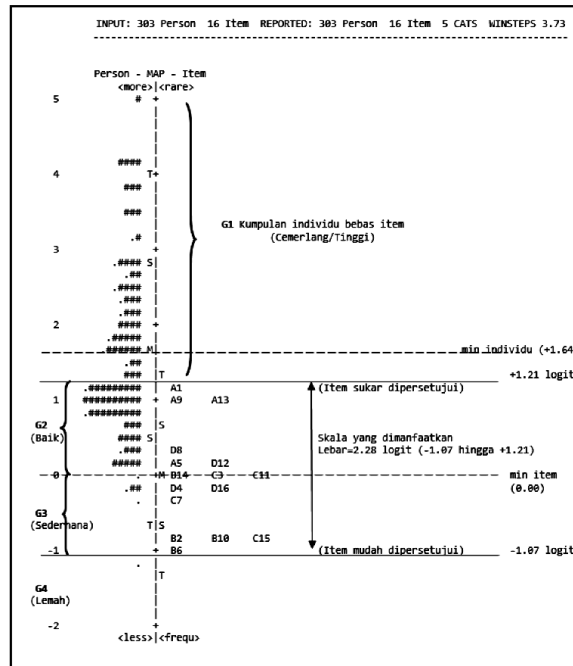 INPUT: 303 Person  16 Item  REPORTED: 303 Person  16 Item  5 CATS  WINSTEPS 3.73
--------------------------------------------------------------------------------
Person - MAP - Item
<more>|<rare>
5 # +
####
4 T+
###
###
G1 Kumpulan individu bebas item
.# (Cemerlang/Tinggi)
3 +
.#### S
.##
.####
.###
.###
2 #### +
.#####
.###### M min individu (+1.64
.##
### T +1.21 logit
.######### A1 (Item sukar dipersetujui)
1 ########## + A9 A13
.#########
G2 ### S
(Baik) #### S Skala yang dimanfaatkan
.### D8 Lebar=2.28 logit (-1.07 hingga +1.21)
##### A5 D12
0 . M B14 C3 C11 min item
.## D4 D16 (0.00)
. C7
G3
(Sederhana) T|S
B2 B10 C15
-1 + B6 (Item mudah dipersetujui) -1.07 logit
.
T
G4
(Lemah)
-2 +
<less>|<frequ>